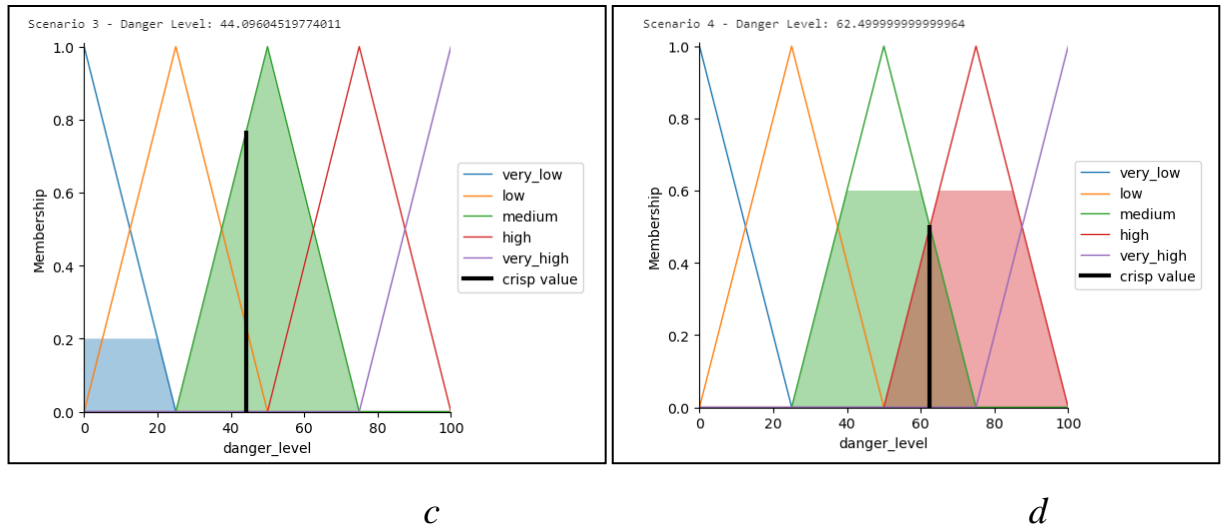 Scenario 3 - Danger Level: 44.09604519774011
1.0
0.8
0.6
0.4
0.2
0.0
Membership
0
20
40
60
80
100
danger_level
very_low
low
medium
high
very_high
crisp value
c
Scenario 4 - Danger Level: 62.499999999999964
1.0
0.8
0.6
0.4
0.2
0.0
Membership
0
20
40
60
80
100
danger_level
very_low
low
medium
high
very_high
crisp value
d